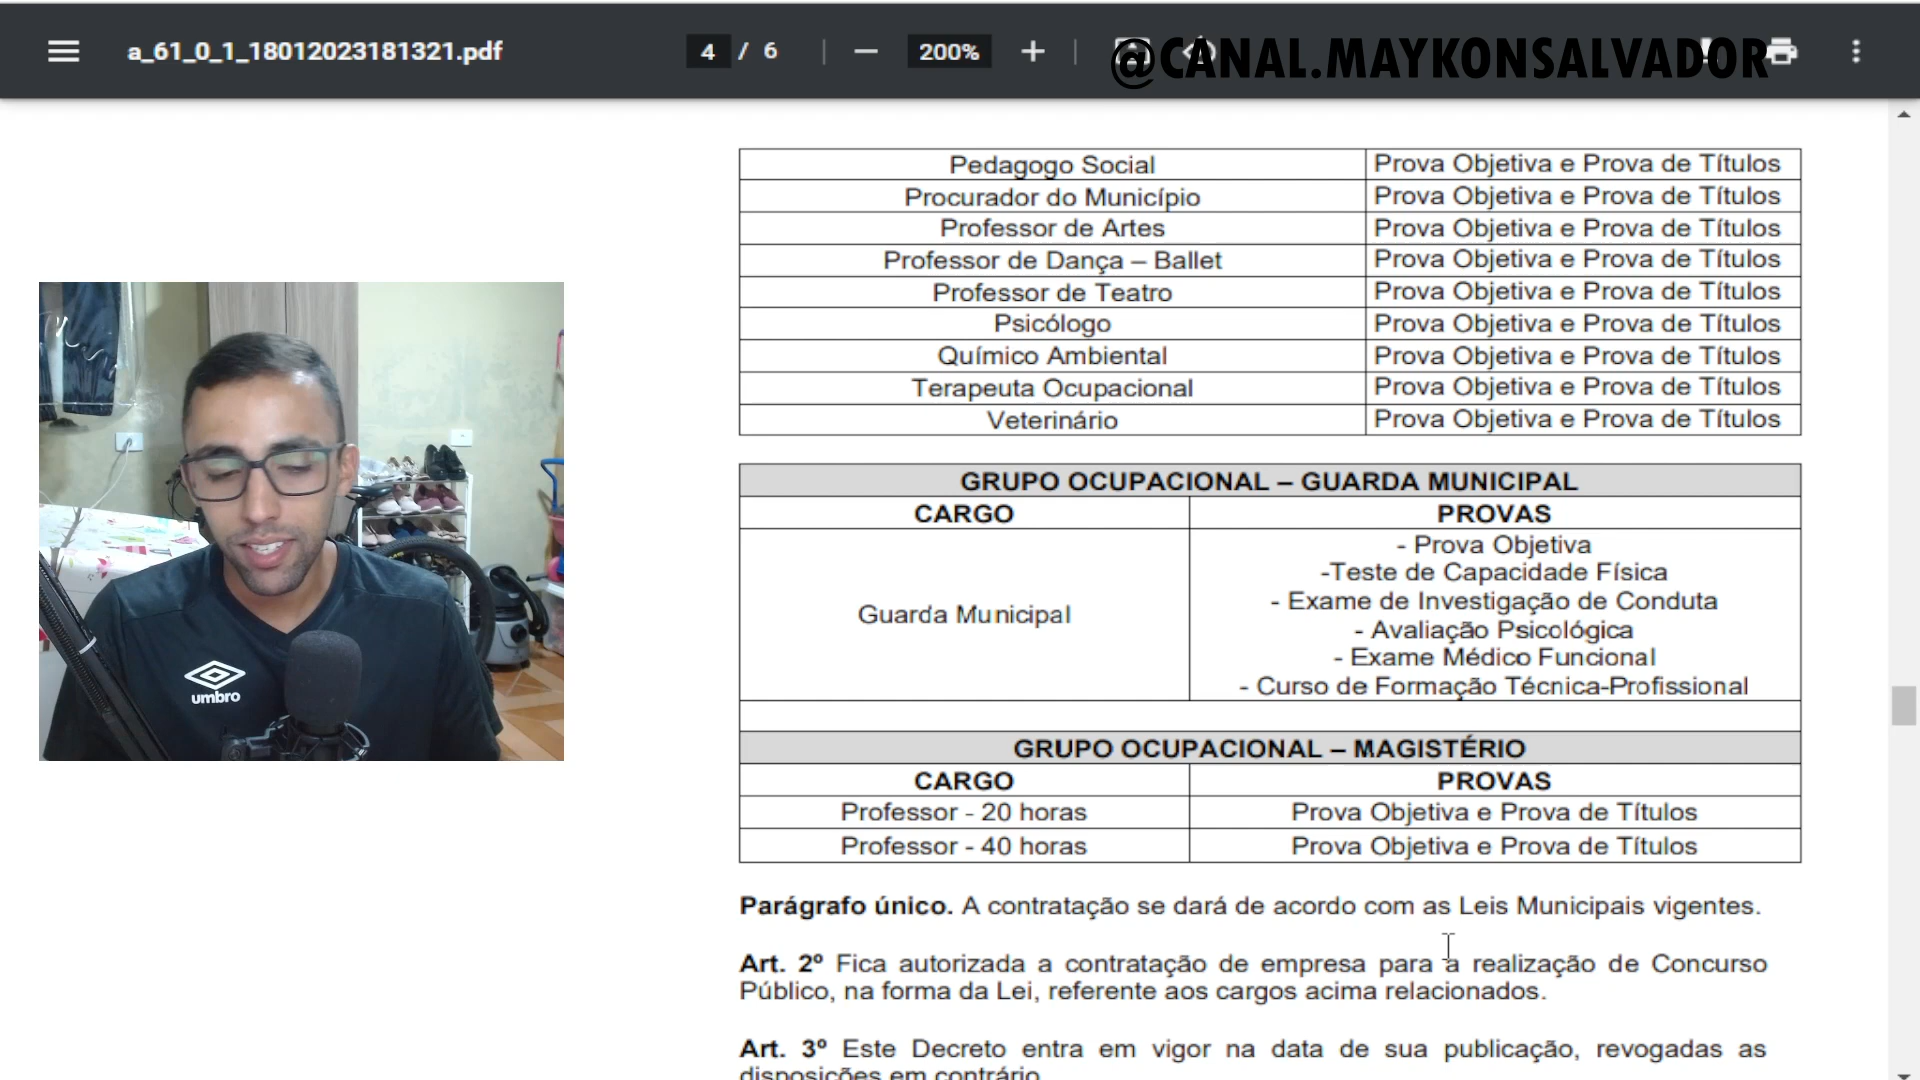 a_61_0_1_18012023181321.pdf
4 / 6
200%
@CANAL.MAYKONSALVADOR
Pedagogo Social Prova Objetiva e Prova de Títulos
Procurador do Município Prova Objetiva e Prova de Títulos
Professor de Artes Prova Objetiva e Prova de Títulos
Professor de Dança – Ballet Prova Objetiva e Prova de Títulos
Professor de Teatro Prova Objetiva e Prova de Títulos
Psicólogo Prova Objetiva e Prova de Títulos
Químico Ambiental Prova Objetiva e Prova de Títulos
Terapeuta Ocupacional Prova Objetiva e Prova de Títulos
Veterinário Prova Objetiva e Prova de Títulos
GRUPO OCUPACIONAL – GUARDA MUNICIPAL
CARGO PROVAS
Guarda Municipal
- Prova Objetiva
-Teste de Capacidade Física
- Exame de Investigação de Conduta
- Avaliação Psicológica
- Exame Médico Funcional
- Curso de Formação Técnica-Profissional
GRUPO OCUPACIONAL – MAGISTÉRIO
CARGO PROVAS
Professor - 20 horas Prova Objetiva e Prova de Títulos
Professor - 40 horas Prova Objetiva e Prova de Títulos
Parágrafo único. A contratação se dará de acordo com as Leis Municipais vigentes.
Art. 2º Fica autorizada a contratação de empresa para a realização de Concurso
Público, na forma da Lei, referente aos cargos acima relacionados.
Art. 3º Este Decreto entra em vigor na data de sua publicação, revogadas as
disposições em contrário.
umbro